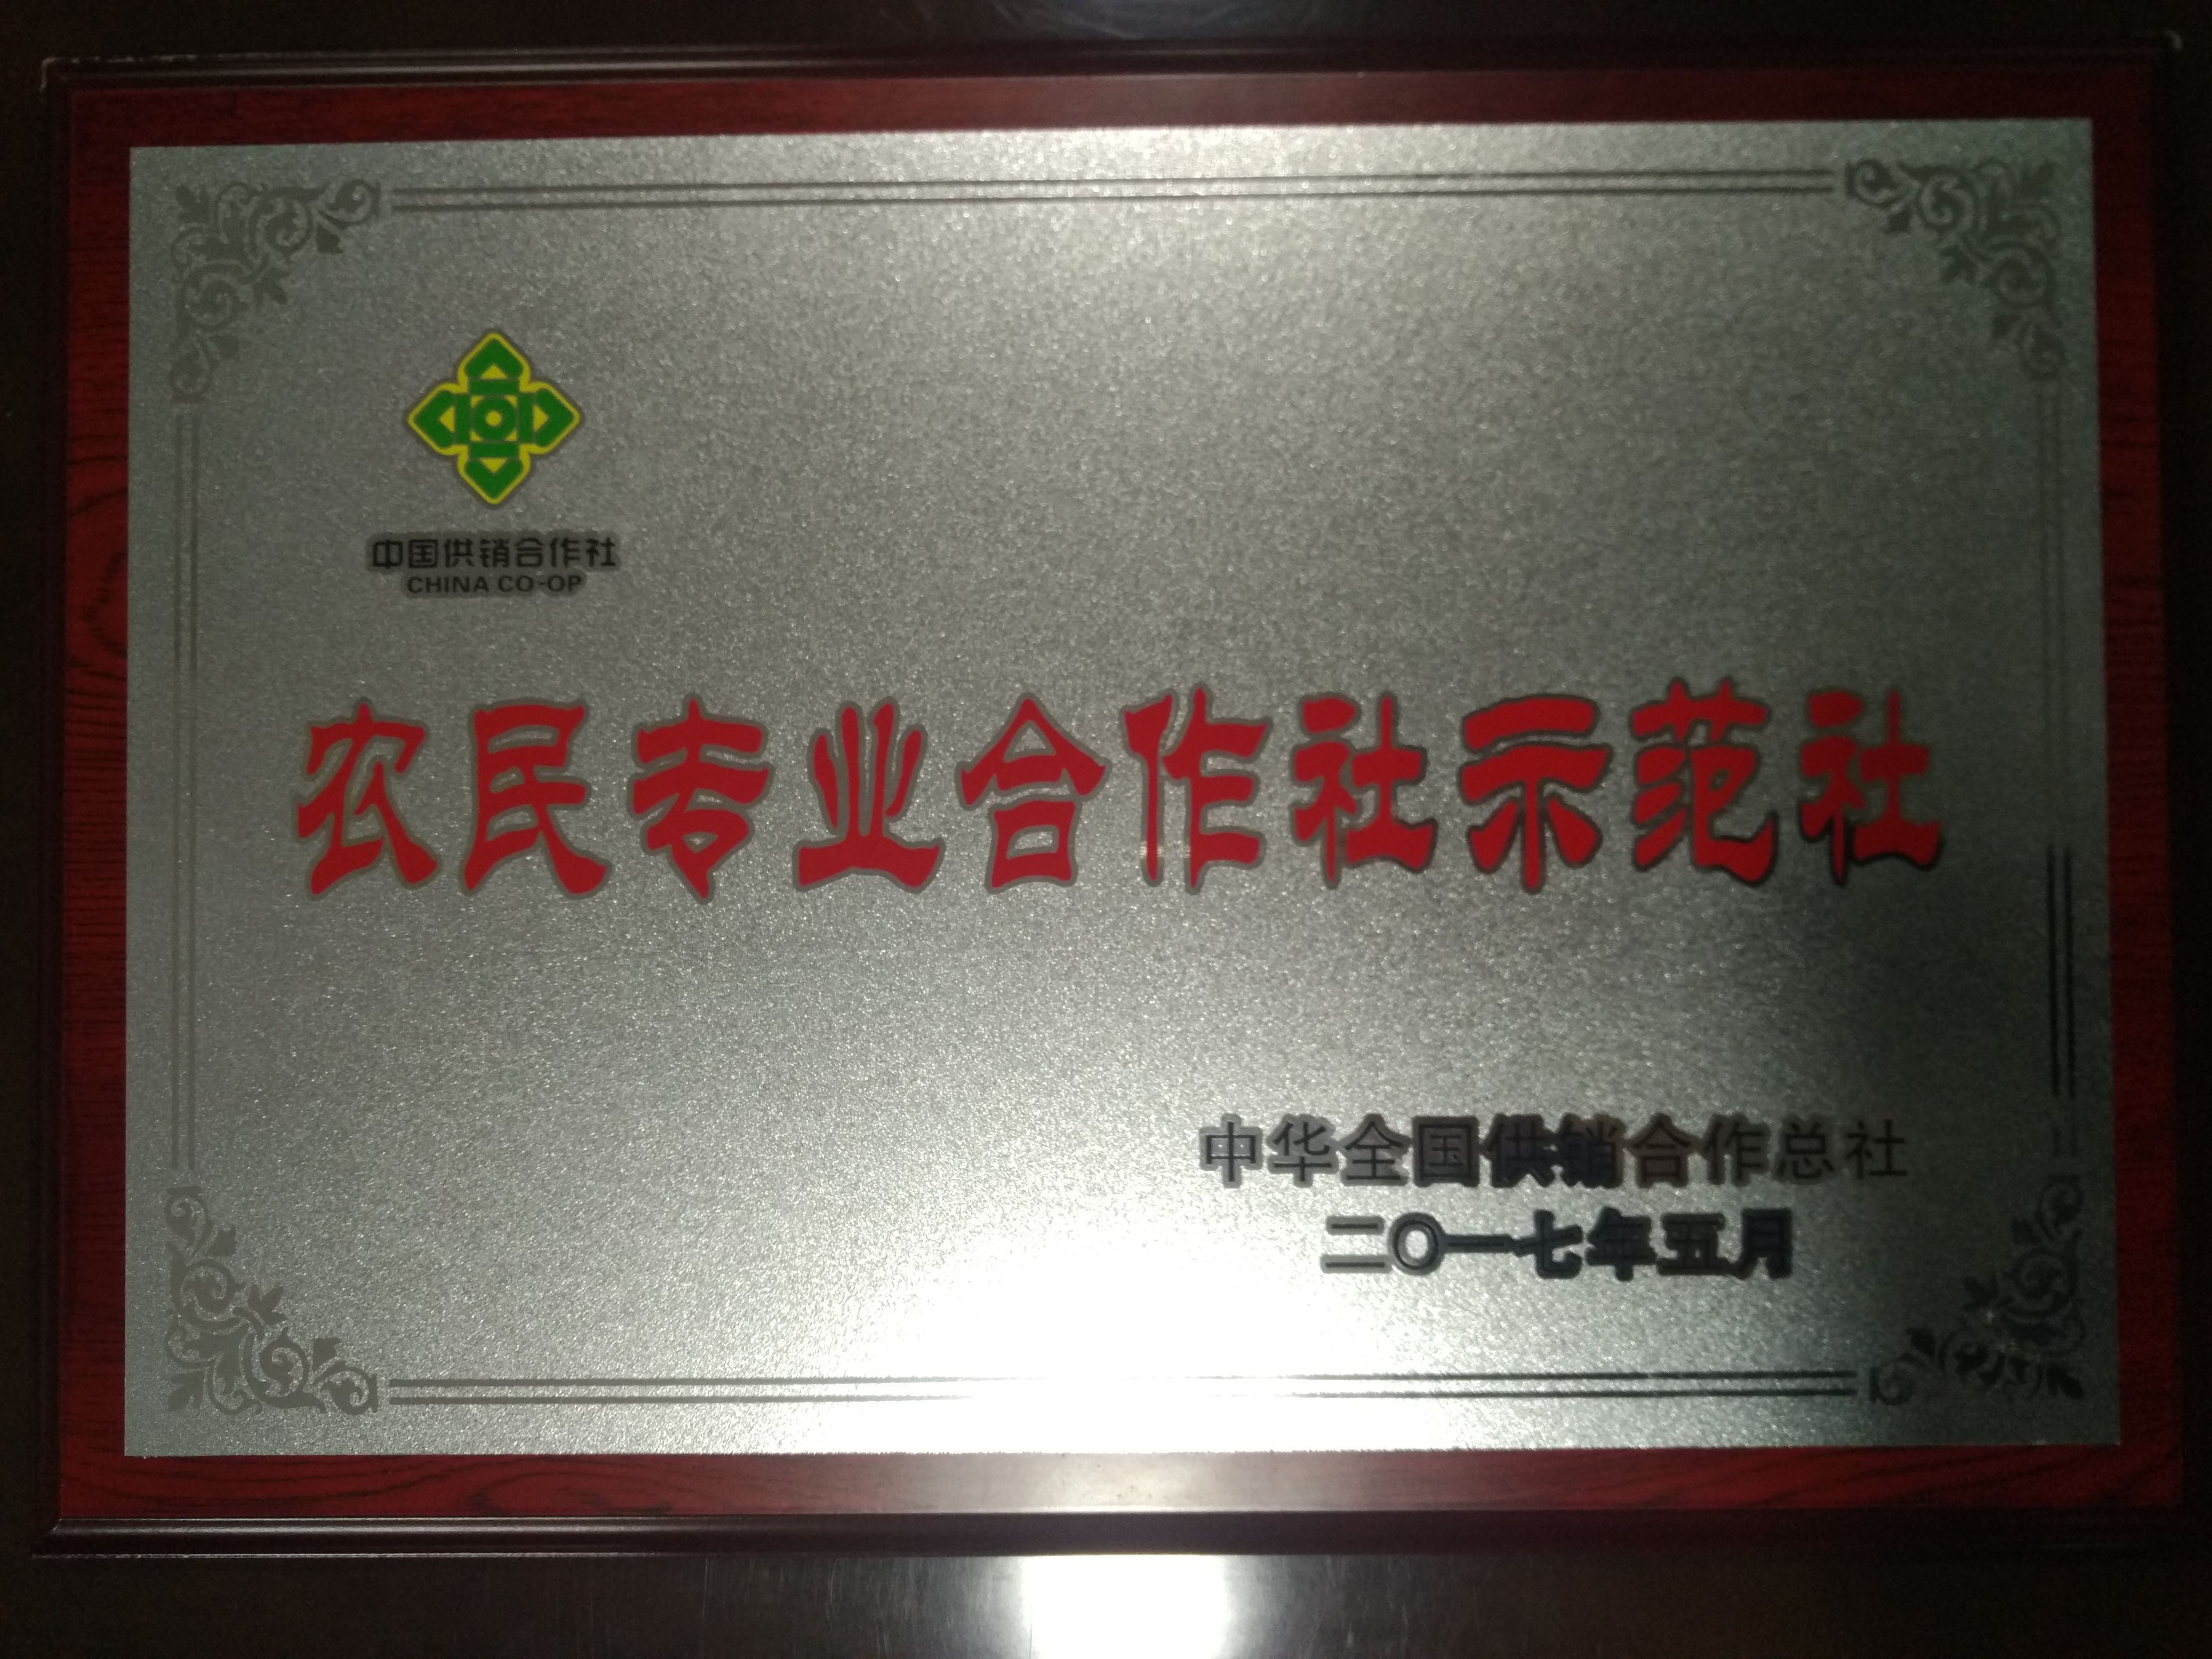 中国供销合作社
CHINA CO-OP
农民专业合作社示范社
中华全国供销合作总社
二〇一七年五月